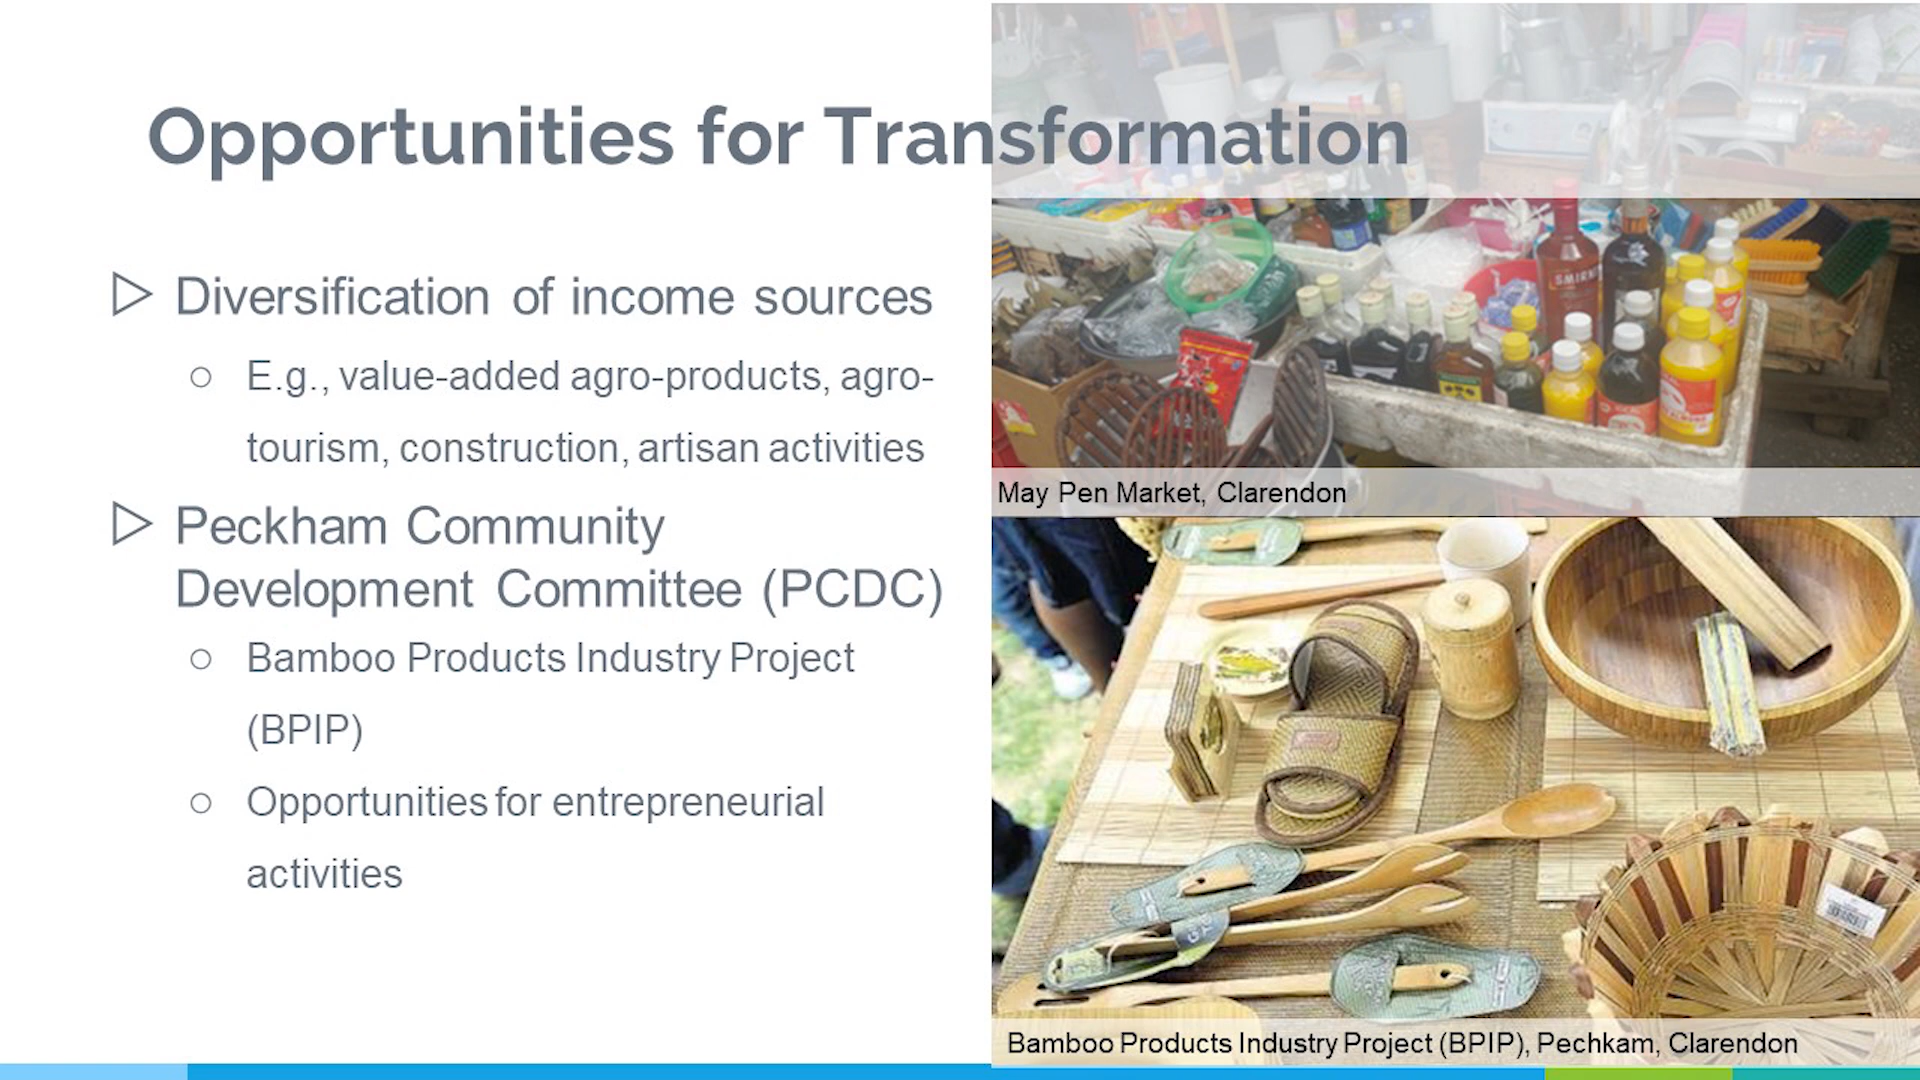 Opportunities for Transformation
Diversification of income sources
E.g., value-added agro-products, agro-
tourism, construction, artisan activities
Peckham Community
Development Committee (PCDC)
Bamboo Products Industry Project
(BPIP)
Opportunities for entrepreneurial
activities
SMIRN
May Pen Market, Clarendon
Bamboo Products Industry Project (BPIP), Pechkam, Clarendon